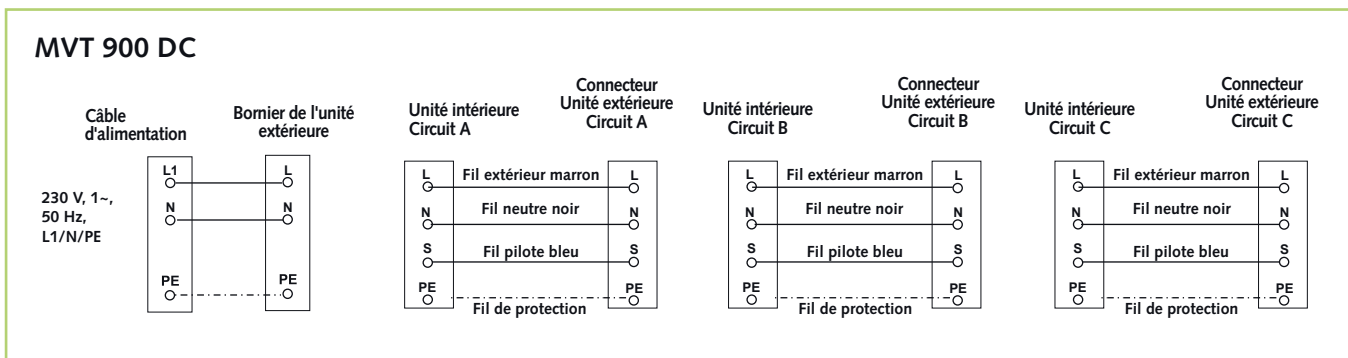 MVT 900 DC
Câble
d'alimentation
Bornier de l'unité
extérieure
230 V, 1~,
50 Hz,
L1/N/PE
L1
L
N
N
PE
PE
Unité intérieure
Circuit A
Connecteur
Unité extérieure
Circuit A
L
Fil extérieur marron
L
N
Fil neutre noir
N
S
Fil pilote bleu
S
PE
Fil de protection
PE
Unité intérieure
Circuit B
Connecteur
Unité extérieure
Circuit B
L
Fil extérieur marron
L
N
Fil neutre noir
N
S
Fil pilote bleu
S
PE
Fil de protection
PE
Unité intérieure
Circuit C
Connecteur
Unité extérieure
Circuit C
L
Fil extérieur marron
L
N
Fil neutre noir
N
S
Fil pilote bleu
S
PE
Fil de protection
PE